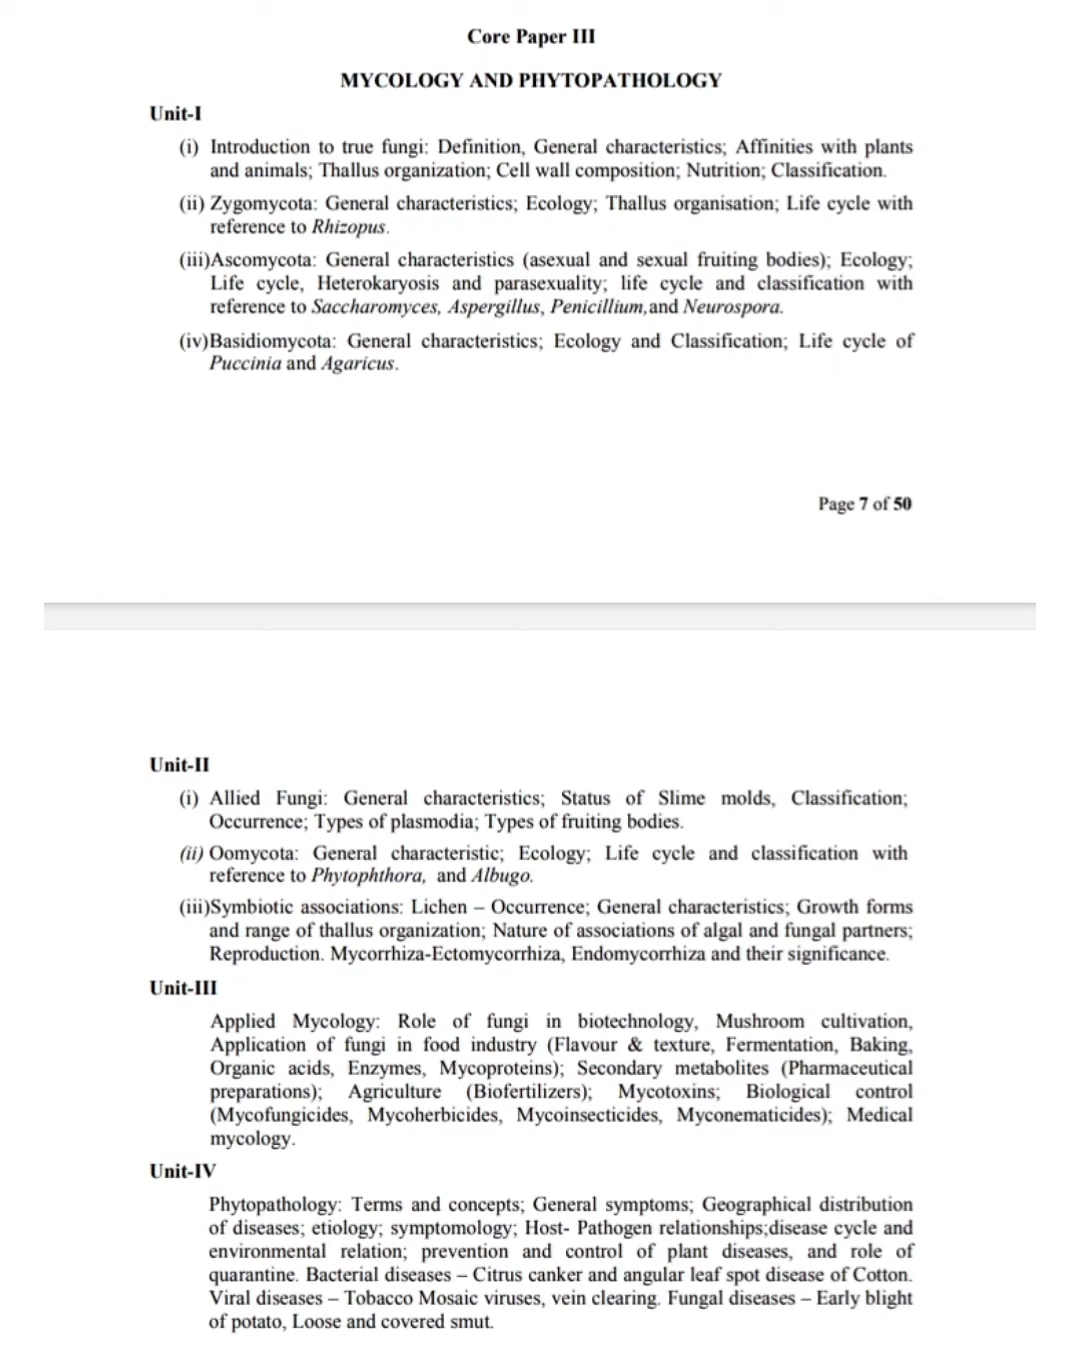 Core Paper III
MYCOLOGY AND PHYTOPATHOLOGY
Unit-I
(i) Introduction to true fungi: Definition, General characteristics; Affinities with plants
and animals; Thallus organization; Cell wall composition; Nutrition; Classification.
(ii) Zygomycota: General characteristics; Ecology; Thallus organisation; Life cycle with
reference to Rhizopus.
(iii)Ascomycota: General characteristics (asexual and sexual fruiting bodies); Ecology;
Life cycle, Heterokaryosis and parasexuality; life cycle and classification with
reference to Saccharomyces, Aspergillus, Penicillium,and Neurospora.
(iv)Basidiomycota: General characteristics; Ecology and Classification; Life cycle of
Puccinia and Agaricus.
Page 7 of 50
Unit-II
(i) Allied Fungi: General characteristics; Status of Slime molds, Classification;
Occurrence; Types of plasmodia; Types of fruiting bodies.
(ii) Oomycota: General characteristic; Ecology; Life cycle and classification with
reference to Phytophthora, and Albugo.
(iii)Symbiotic associations: Lichen – Occurrence; General characteristics; Growth forms
and range of thallus organization; Nature of associations of algal and fungal partners;
Reproduction. Mycorrhiza-Ectomycorrhiza, Endomycorrhiza and their significance.
Unit-III
Applied Mycology: Role of fungi in biotechnology, Mushroom cultivation,
Application of fungi in food industry (Flavour & texture, Fermentation, Baking,
Organic acids, Enzymes, Mycoproteins); Secondary metabolites (Pharmaceutical
preparations); Agriculture (Biofertilizers); Mycotoxins; Biological control
(Mycofungicides, Mycoherbicides, Mycoinsecticides, Myconematicides); Medical
mycology.
Unit-IV
Phytopathology: Terms and concepts; General symptoms; Geographical distribution
of diseases; etiology; symptomology; Host- Pathogen relationships;disease cycle and
environmental relation; prevention and control of plant diseases, and role of
quarantine. Bacterial diseases – Citrus canker and angular leaf spot disease of Cotton.
Viral diseases – Tobacco Mosaic viruses, vein clearing. Fungal diseases – Early blight
of potato, Loose and covered smut.